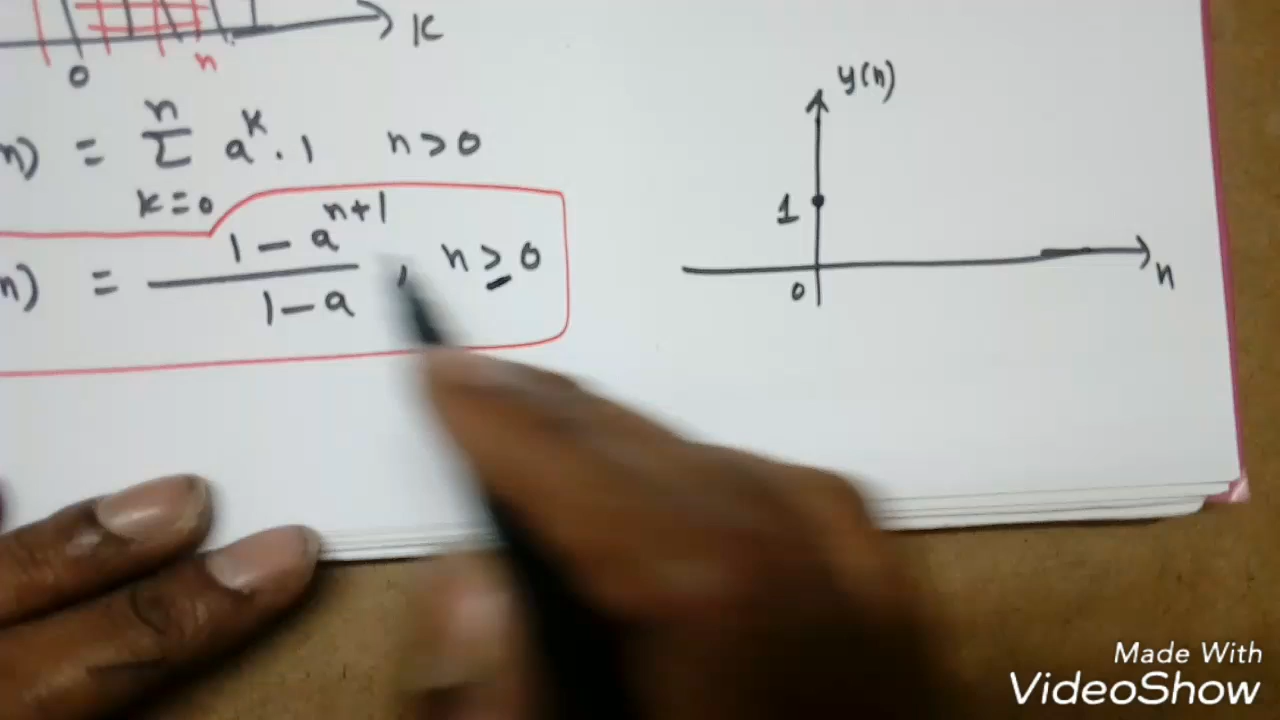 K
0 n
n) = Σ a^k . 1 n > 0
n
k=0
n) = 1 - a^{n+1} / 1 - a , n ≥ 0
y(n)
1
0
n
Made With
VideoShow